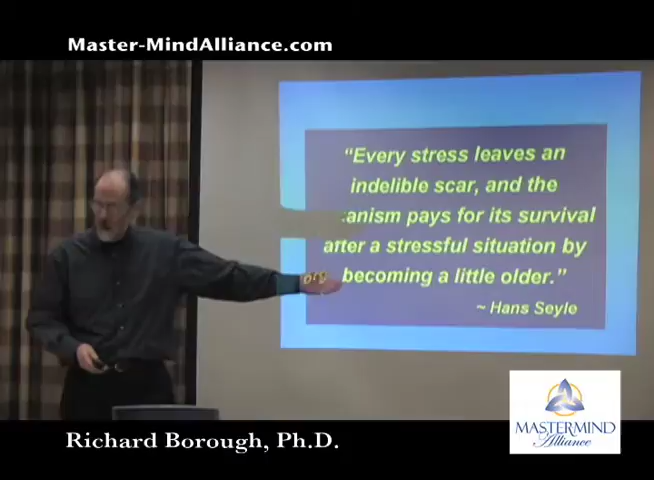 Master-MindAlliance.com
“Every stress leaves an
indelible scar, and the
anism pays for its survival
after a stressful situation by
becoming a little older.”
~ Hans Seyle
org
Richard Borough, Ph.D.
MASTERMIND
Alliance